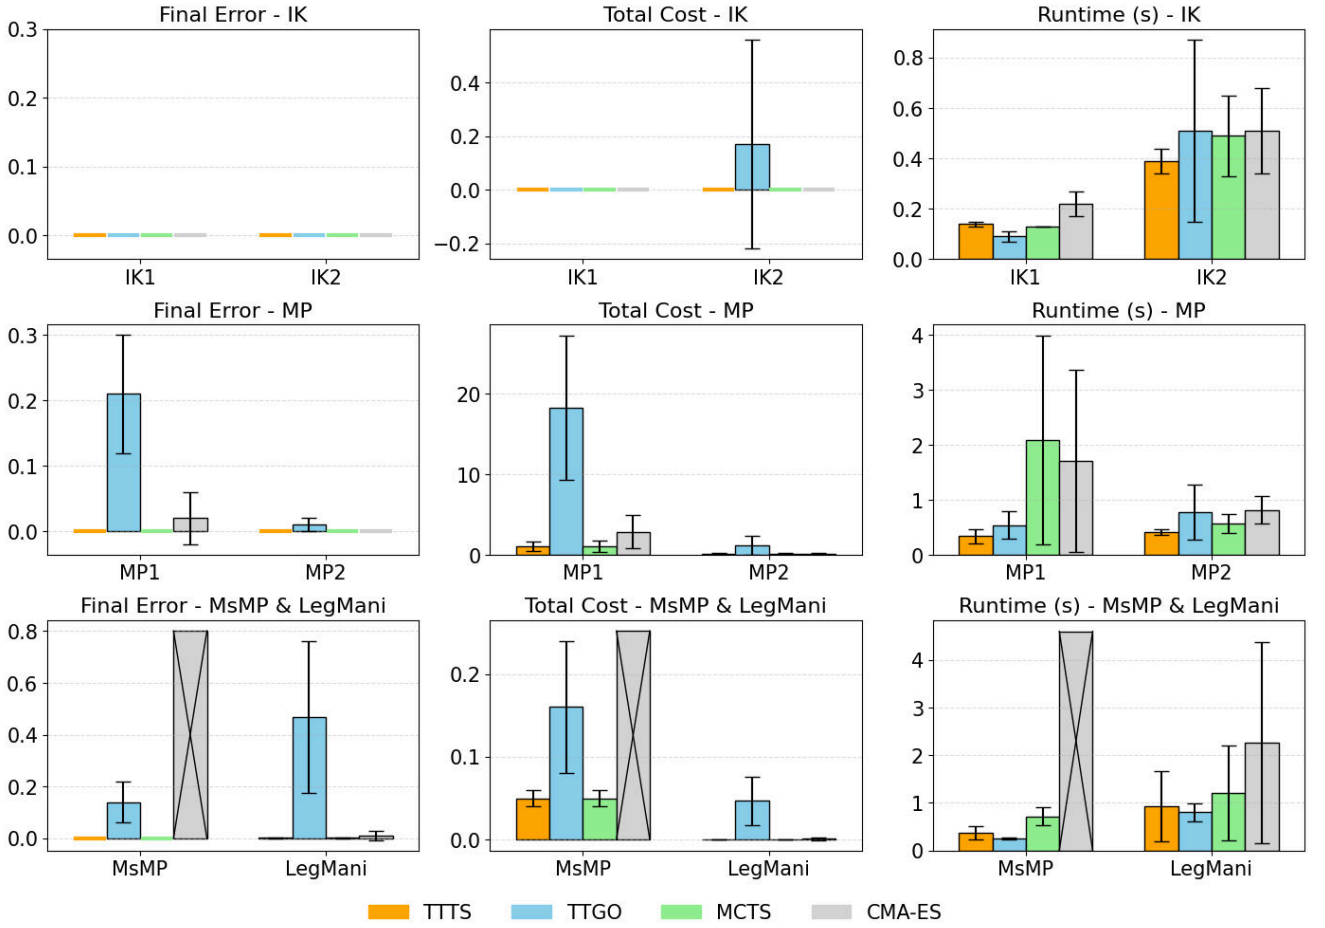 Final Error - IK
0.3
0.2
0.1
0.0
IK1 IK2
Total Cost - IK
0.4
0.2
0.0
−0.2
IK1 IK2
Runtime (s) - IK
0.8
0.6
0.4
0.2
0.0
IK1 IK2
Final Error - MP
0.3
0.2
0.1
0.0
MP1 MP2
Total Cost - MP
20
10
0
MP1 MP2
Runtime (s) - MP
4
3
2
1
0
MP1 MP2
Final Error - MsMP & LegMani
0.8
0.6
0.4
0.2
0.0
MsMP LegMani
Total Cost - MsMP & LegMani
0.2
0.1
0.0
MsMP LegMani
Runtime (s) - MsMP & LegMani
4
3
2
1
0
MsMP LegMani
TTTS TTGO MCTS CMA-ES